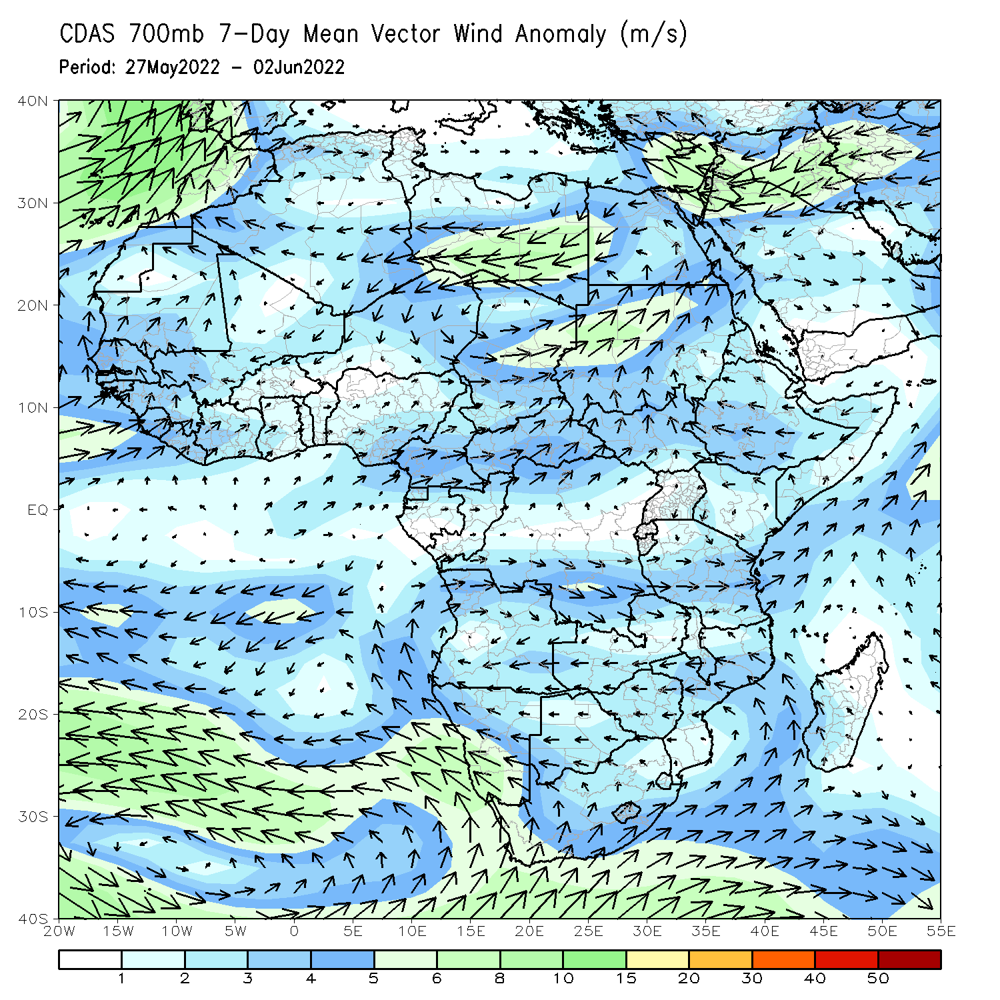 CDAS 700mb 7-Day Mean Vector Wind Anomaly (m/s)
Period: 27May2022 - 02Jun2022
40N
30N
20N
10N
EQ
10S
20S
30S
40S
20W 15W 10W 5W 0 5E 10E 15E 20E 25E 30E 35E 40E 45E 50E 55E
1 2 3 4 5 6 8 10 15 20 30 40 50